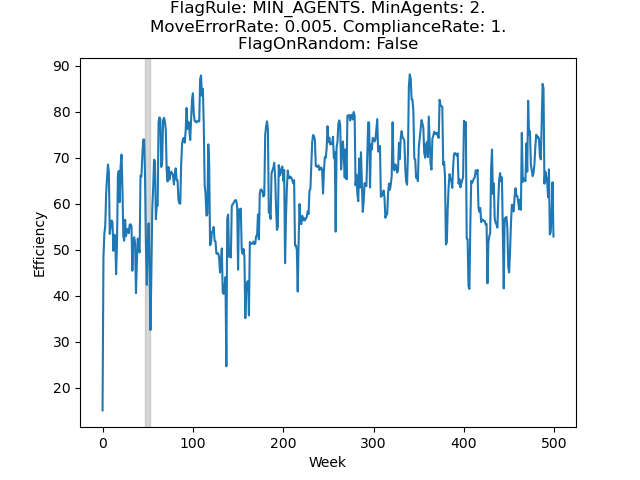 FlagRule: MIN_AGENTS. MinAgents: 2.
MoveErrorRate: 0.005. ComplianceRate: 1.
FlagOnRandom: False
90
80
70
60
50
40
30
20
Efficiency
0 100 200 300 400 500
Week